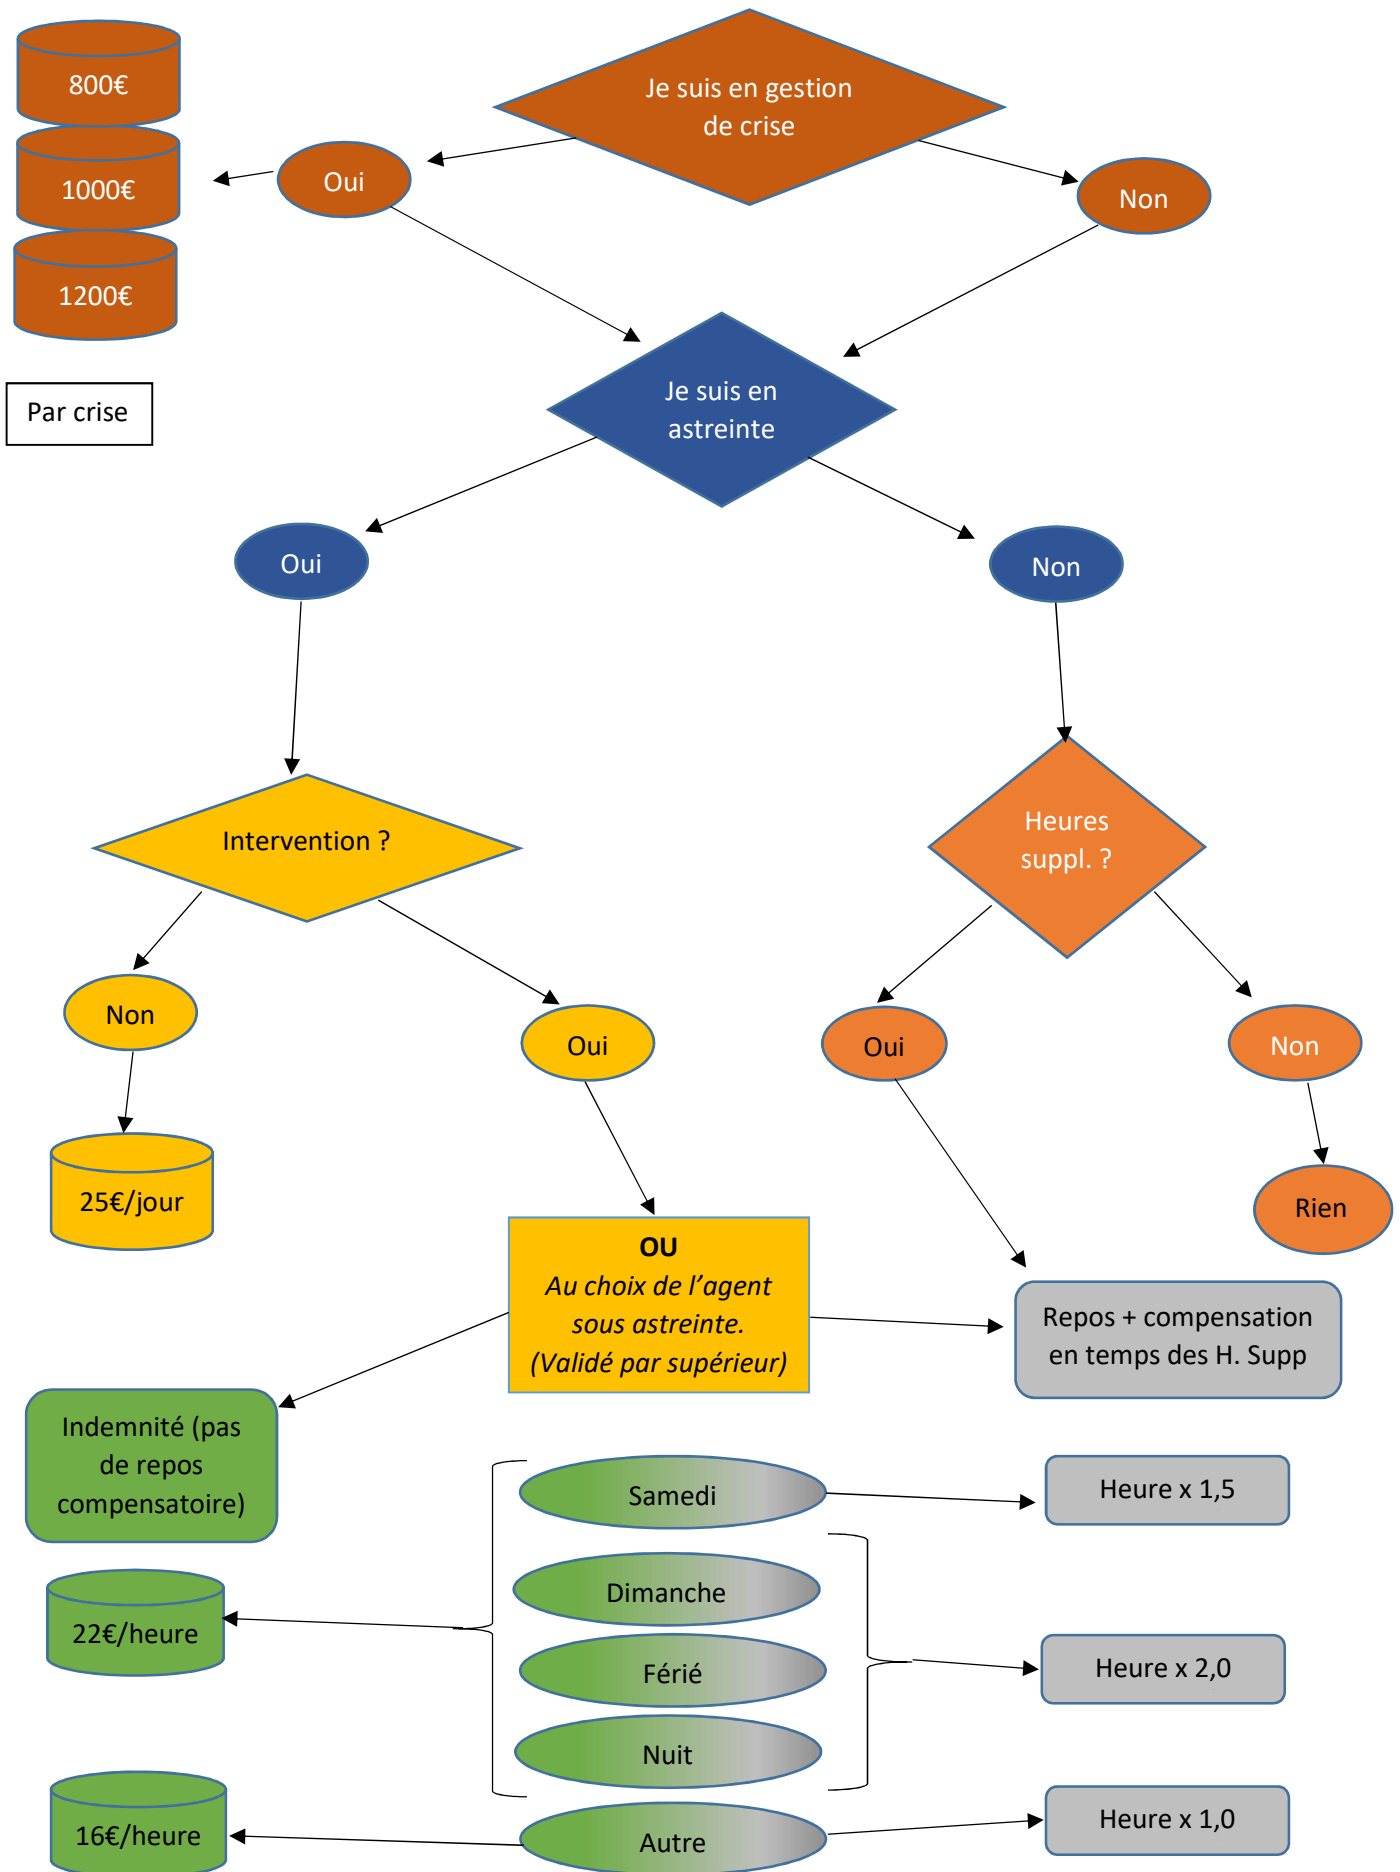 800€
Je suis en gestion
de crise
1000€
Oui
Non
1200€
Par crise
Je suis en
astreinte
Oui
Non
Intervention ?
Heures
suppl. ?
Non
Oui
Oui
Non
25€/jour
Rien
OU
Au choix de l’agent
sous astreinte.
(Validé par supérieur)
Repos + compensation
en temps des H. Supp
Indemnité (pas
de repos
compensatoire)
Samedi
Heure x 1,5
Dimanche
22€/heure
Férié
Heure x 2,0
Nuit
16€/heure
Autre
Heure x 1,0